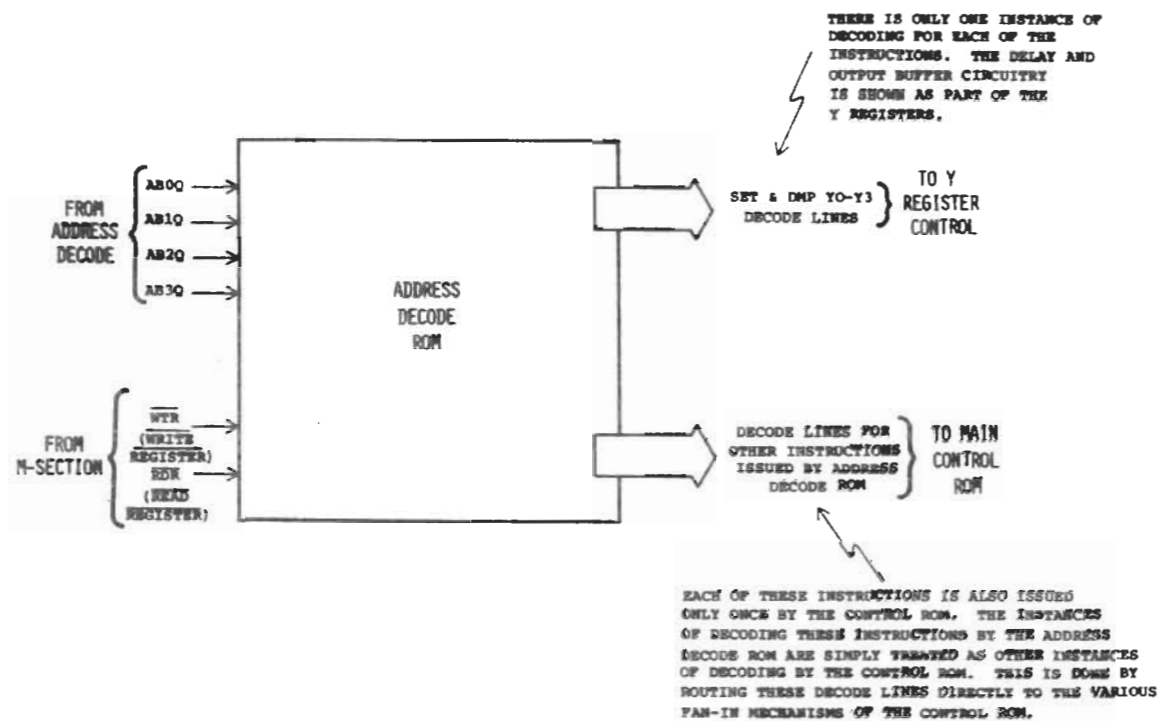 THERE IS ONLY ONE INSTANCE OF
DECODING FOR EACH OF THE
INSTRUCTIONS. THE DELAY AND
OUTPUT BUFFER CIRCUITRY
IS SHOWN AS PART OF THE
Y REGISTERS.
FROM
ADDRESS
DECODE
AB0Q
AB1Q
AB2Q
AB3Q
ADDRESS
DECODE
ROM
SET & DMP Y0-Y3
DECODE LINES
TO Y
REGISTER
CONTROL
FROM
M-SECTION
WTR
(WRITE
REGISTER)
RDR
(READ
REGISTER)
DECODE LINES FOR
OTHER INSTRUCTIONS
ISSUED BY ADDRESS
DECODE ROM
TO MAIN
CONTROL
ROM
EACH OF THESE INSTRUCTIONS IS ALSO ISSUED
ONLY ONCE BY THE CONTROL ROM. THE INSTANCES
OF DECODING THESE INSTRUCTIONS BY THE ADDRESS
DECODE ROM ARE SIMPLY TREATED AS OTHER INSTANCES
OF DECODING BY THE CONTROL ROM. THIS IS DONE BY
ROUTING THESE DECODE LINES DIRECTLY TO THE VARIOUS
FAN-IN MECHANISMS OF THE CONTROL ROM.